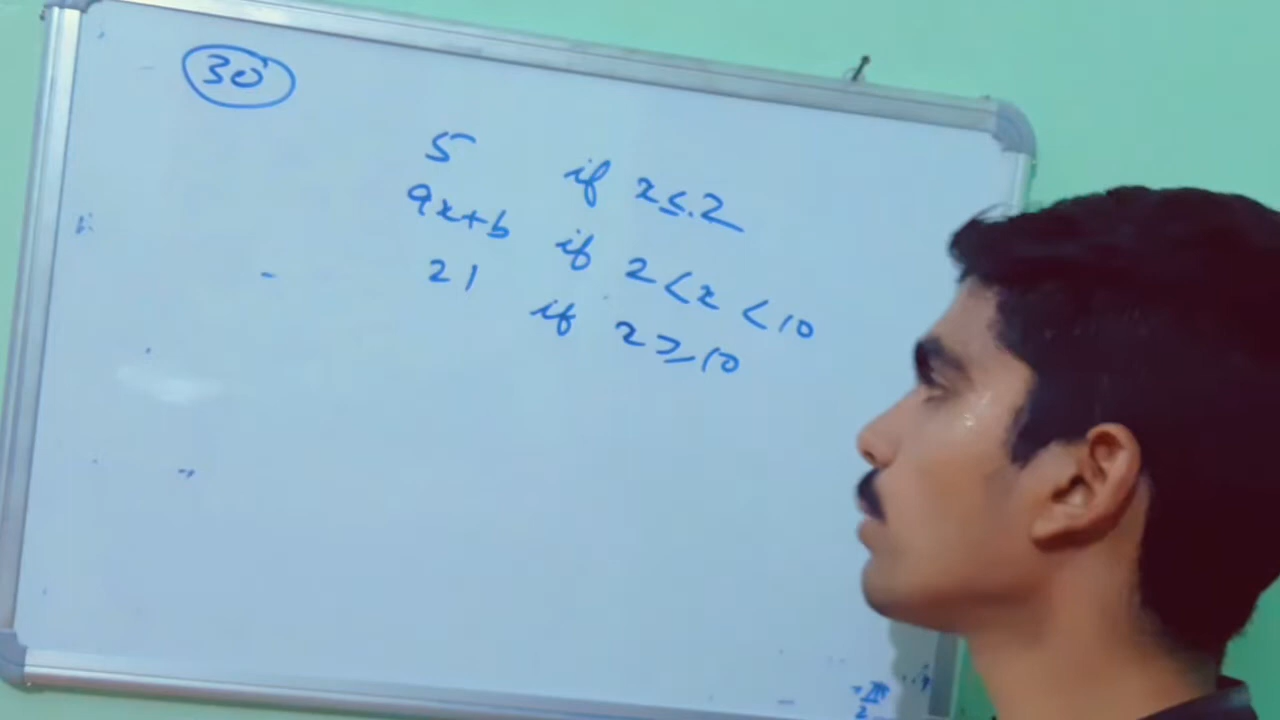 30
5 if x ≤ 2
ax+b if 2 < x < 10
21 if x ≥ 10